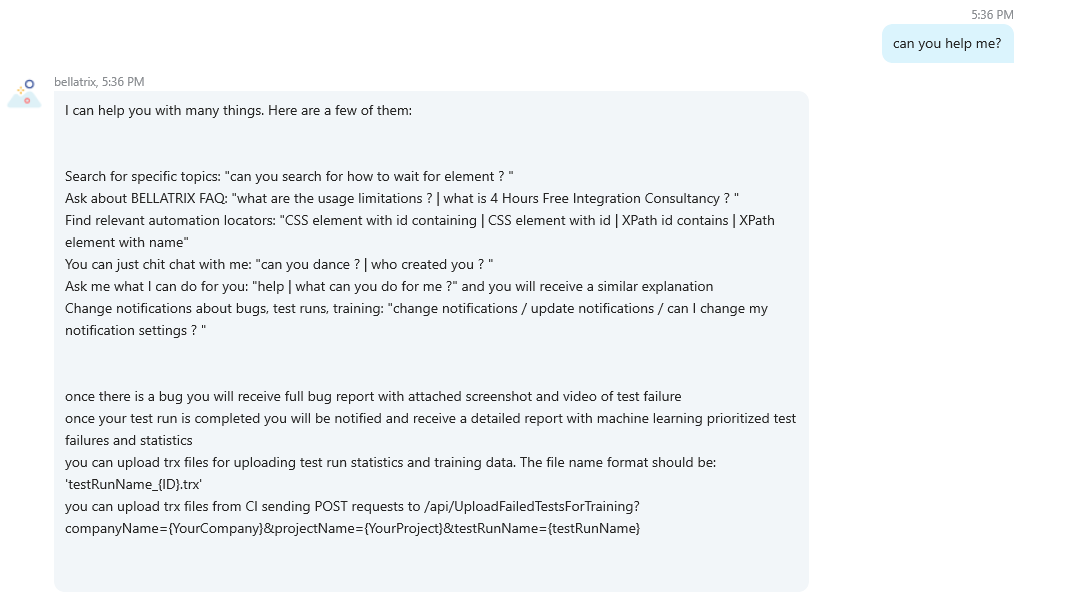 5:36 PM
can you help me?
bellatrix, 5:36 PM
I can help you with many things. Here are a few of them:
Search for specific topics: "can you search for how to wait for element ? "
Ask about BELLATRIX FAQ: "what are the usage limitations ? | what is 4 Hours Free Integration Consultancy ? "
Find relevant automation locators: "CSS element with id containing | CSS element with id | XPath id contains | XPath
element with name"
You can just chit chat with me: "can you dance ? | who created you ? "
Ask me what I can do for you: "help | what can you do for me ?" and you will receive a similar explanation
Change notifications about bugs, test runs, training: "change notifications / update notifications / can I change my
notification settings ? "
once there is a bug you will receive full bug report with attached screenshot and video of test failure
once your test run is completed you will be notified and receive a detailed report with machine learning prioritized test
failures and statistics
you can upload trx files for uploading test run statistics and training data. The file name format should be:
'testRunName_{ID}.trx'
you can upload trx files from CI sending POST requests to /api/UploadFailedTestsForTraining?
companyName={YourCompany}&projectName={YourProject}&testRunName={testRunName}